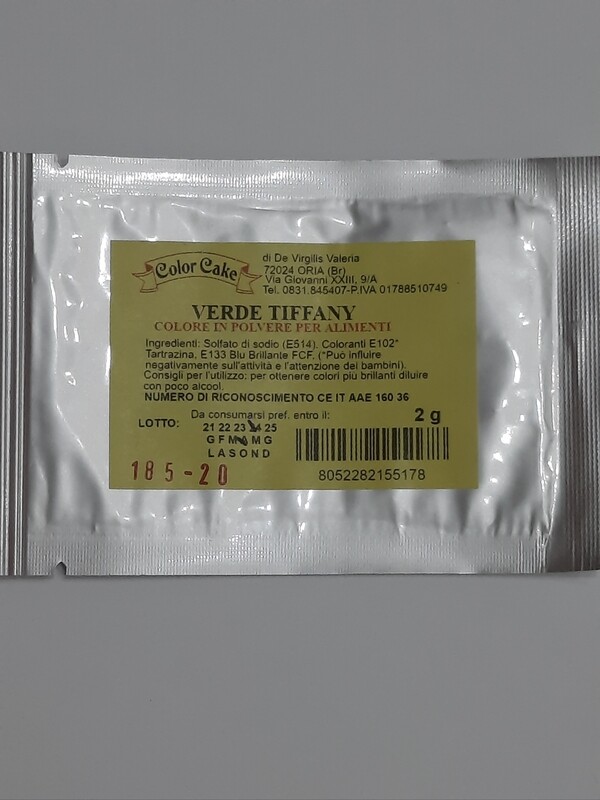 Color Cake
di De Virgilis Valeria
72024 ORIA (Br)
Via Giovanni XXIII, 9/A
Tel. 0831.845407-P.IVA 01788510749
VERDE TIFFANY
COLORE IN POLVERE PER ALIMENTI
Ingredienti: Solfato di sodio (E514). Coloranti E102*
Tartrazina, E133 Blu Brillante FCF. (*Può influire
negativamente sull'attività e l'attenzione dei bambini).
Consigli per l'utilizzo: per ottenere colori più brillanti diluire
con poco alcool.
NUMERO DI RICONOSCIMENTO CE IT AAE 160 36
LOTTO:
Da consumarsi pref. entro il:
21 22 23 25
G F M M G
L A S O N D
2 g
185-20
8052282155178